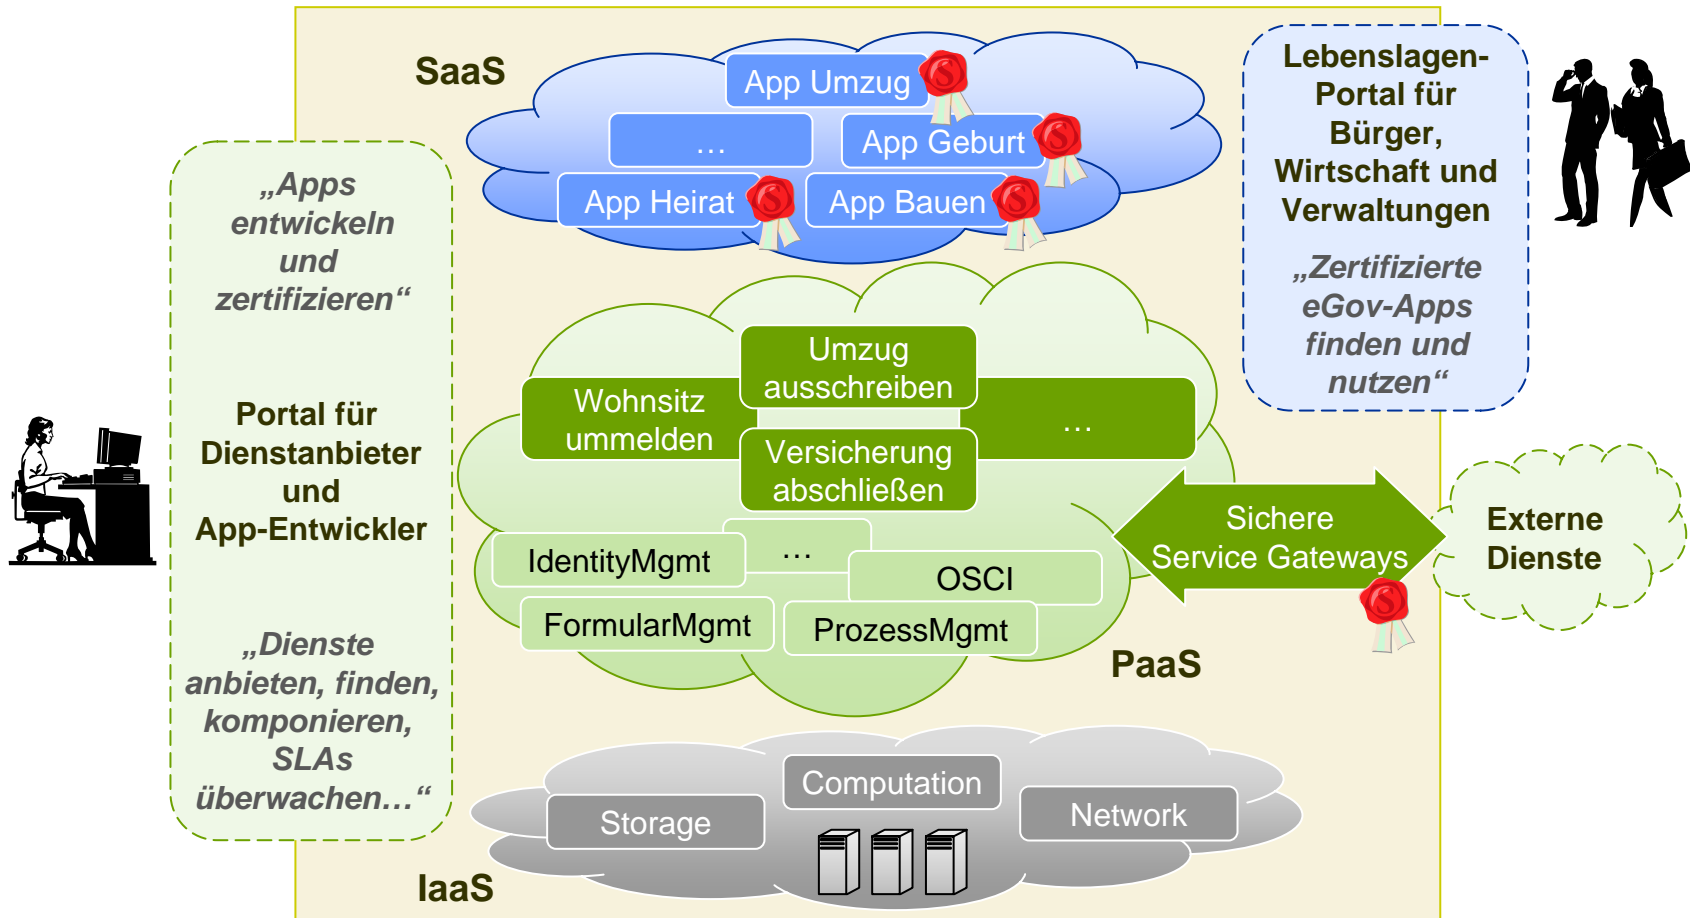 SaaS
App Umzug
…
App Geburt
App Heirat
App Bauen
S
S
S
S
Lebenslagen-
Portal für
Bürger,
Wirtschaft und
Verwaltungen
„Zertifizierte
eGov-Apps
finden und
nutzen“
„Apps
entwickeln
und
zertifizieren“
Portal für
Dienstanbieter
und
App-Entwickler
„Dienste
anbieten, finden,
komponieren,
SLAs
überwachen…“
Umzug
ausschreiben
Wohnsitz
ummelden
…
Versicherung
abschließen
IdentityMgmt
…
OSCI
FormularMgmt
ProzessMgmt
PaaS
Sichere
Service Gateways
S
Externe
Dienste
Computation
Storage
Network
IaaS